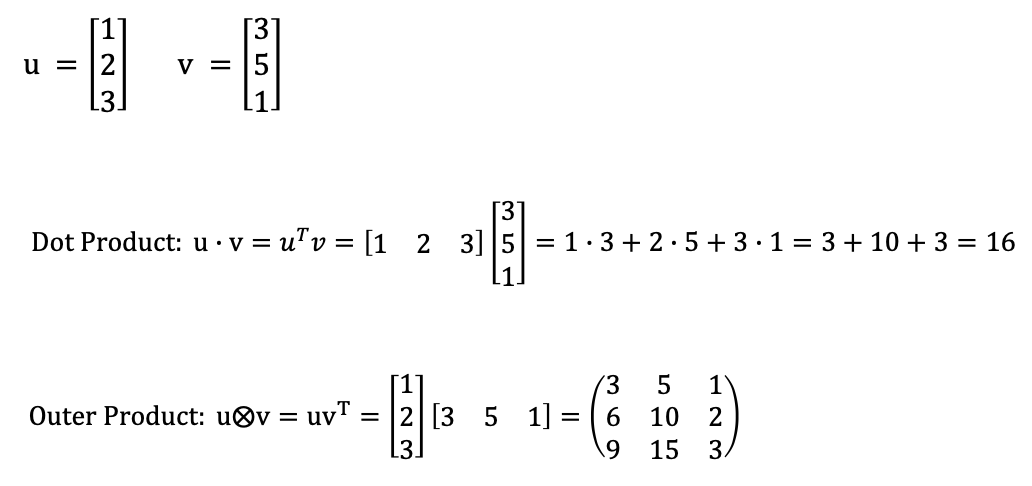 u = [1 2 3] v = [3 5 1]
Dot Product: u · v = uᵀv = [1 2 3] [3 5 1] = 1 · 3 + 2 · 5 + 3 · 1 = 3 + 10 + 3 = 16
Outer Product: u⊗v = uvᵀ = [1 2 3] [3 5 1] = (3 5 1 6 10 2 9 15 3)